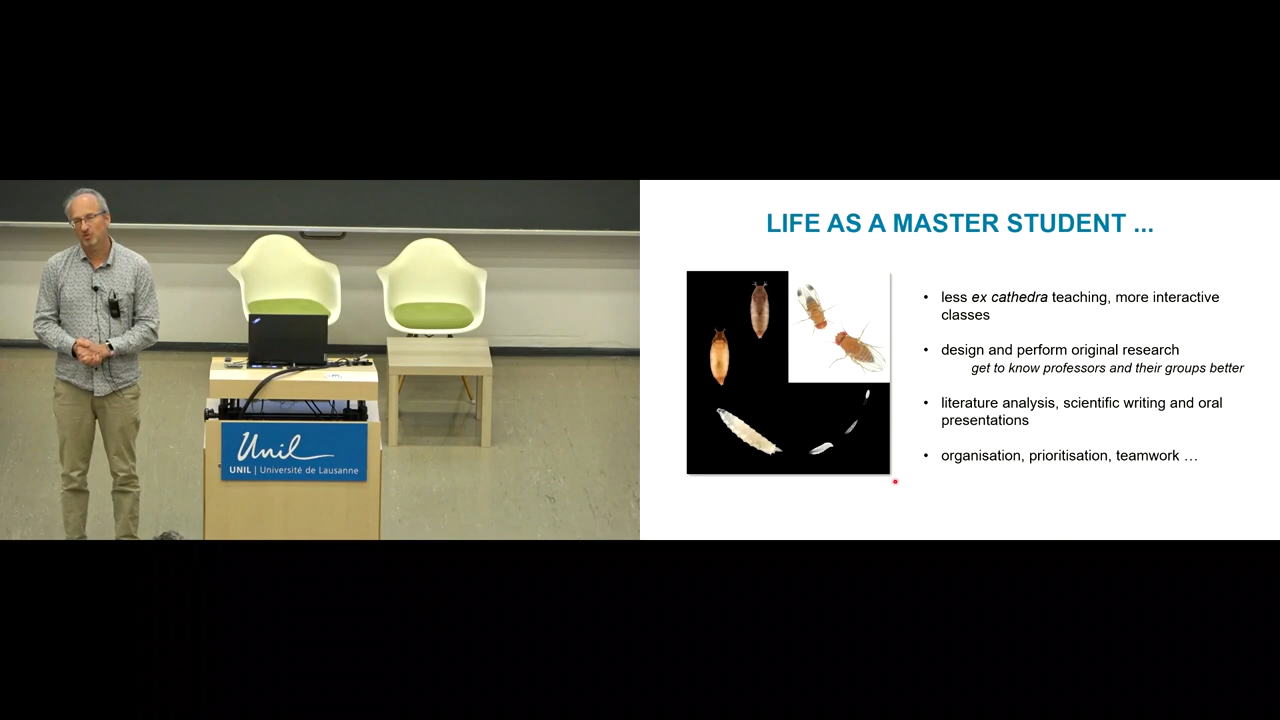 Unil
UNIL | Université de Lausanne
LIFE AS A MASTER STUDENT ...
• less ex cathedra teaching, more interactive
classes
• design and perform original research
get to know professors and their groups better
• literature analysis, scientific writing and oral
presentations
• organisation, prioritisation, teamwork …